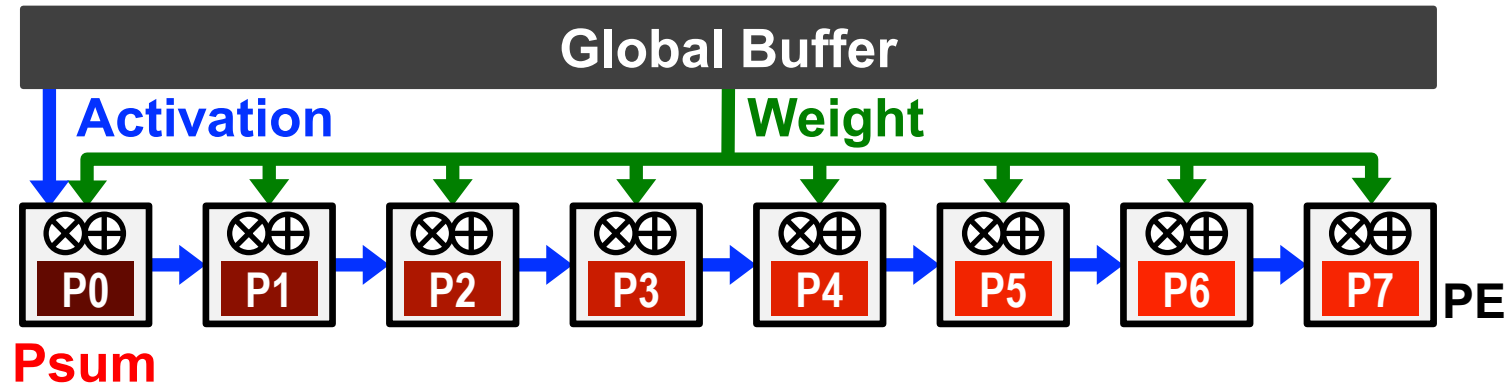 Global Buffer
Activation Weight
P0 P1 P2 P3 P4 P5 P6 P7 PE
Psum